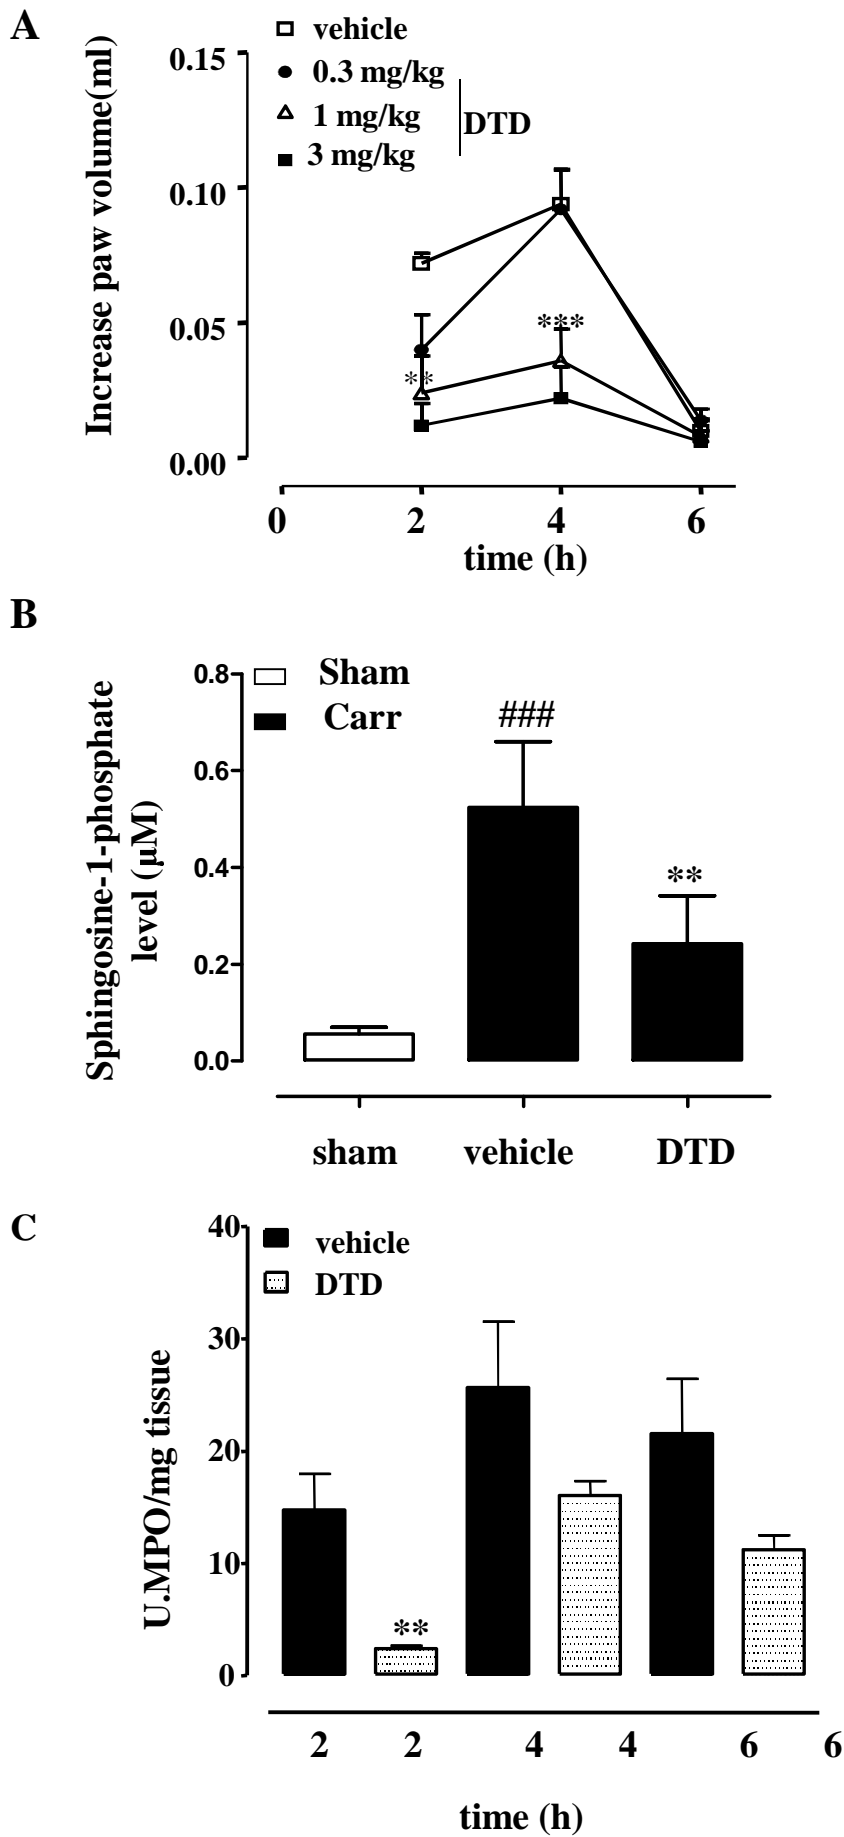 A
vehicle
0.3 mg/kg
1 mg/kg
3 mg/kg
DTD
Increase paw volume(ml)
0.15
0.10
0.05
0.00
***
**
0 2 4 6
time (h)
B
Sham
Carr
Sphingosine-1-phosphate
level (µM)
0.8
0.6
0.4
0.2
0.0
###
**
sham vehicle DTD
C
vehicle
DTD
U.MPO/mg tissue
40
30
20
10
0
**
2 2 4 4 6 6
time (h)